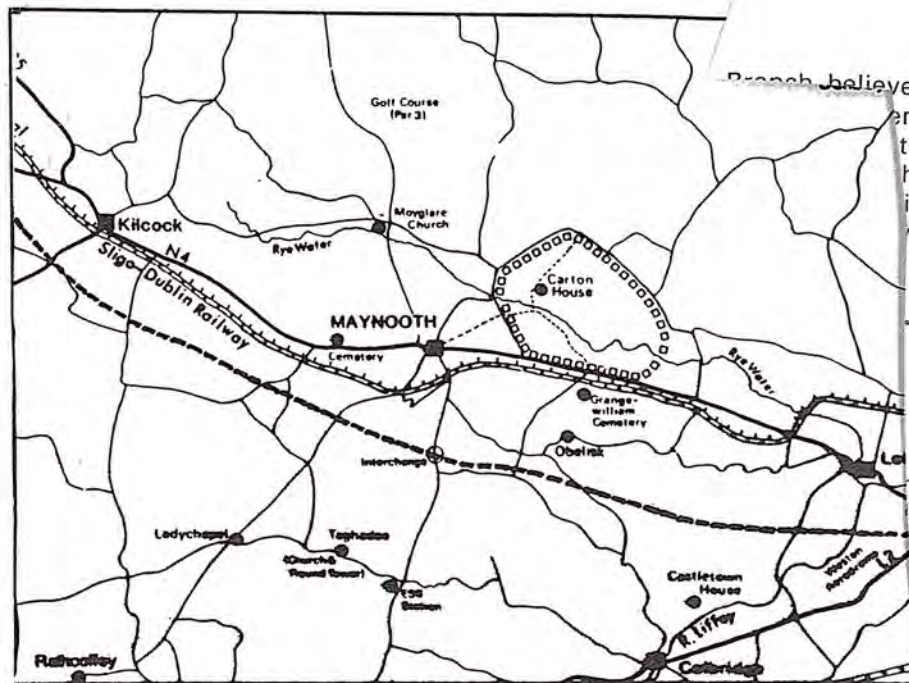 believe
Golf Course
(Par 3)
Moyglare
Church
Kilcock
Rye Water
N4
Sligo-Dublin Railway
Carton
House
MAYNOOTH
Cemetery
Rye Water
Grange-
william
Cemetery
Obelisk
Interchange
Ladychapel
Taghadoe
(Church &
Round Tower)
ESB
Station
Castletown
House
Weston
Aerodrome
L2
R. Liffey
Celbridge
Rathcoffey